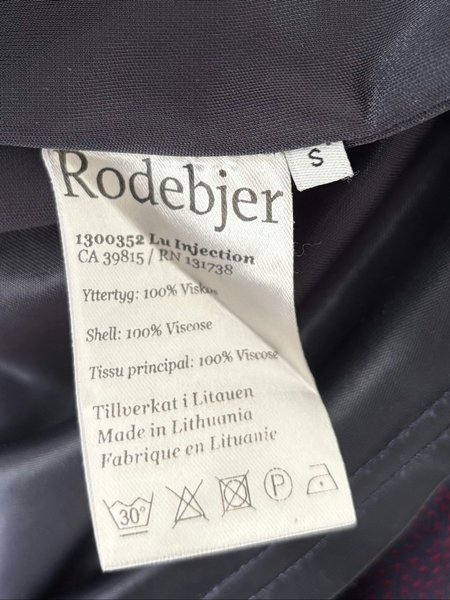 Rodebjer
S
1300352 Lu Injection
CA 39815 / RN 131738
Yttertyg: 100% Viskos
Shell: 100% Viscose
Tissu principal: 100% Viscose
Tillverkat i Litauen
Made in Lithuania
Fabrique en Lituanie
30°
P